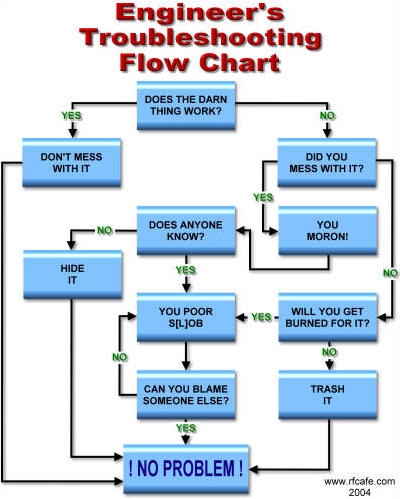 Engineer's
Troubleshooting
Flow Chart
DOES THE DARN
THING WORK?
YES
NO
DON'T MESS
WITH IT
DID YOU
MESS WITH IT?
YES
NO
DOES ANYONE
KNOW?
YOU
MORON!
NO
YES
HIDE
IT
YOU POOR
S[L]OB
YES
WILL YOU GET
BURNED FOR IT?
NO
NO
CAN YOU BLAME
SOMEONE ELSE?
TRASH
IT
YES
! NO PROBLEM !
www.rfcafe.com
2004